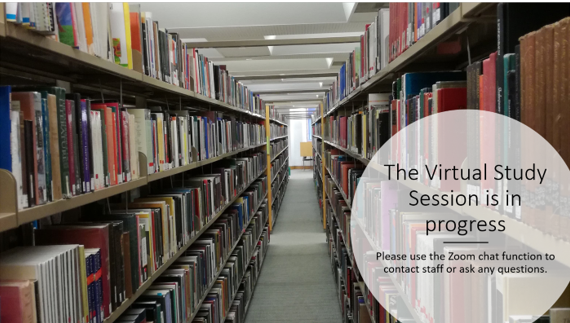 The Virtual Study
Session is in
progress
Please use the Zoom chat function to
contact staff or ask any questions.